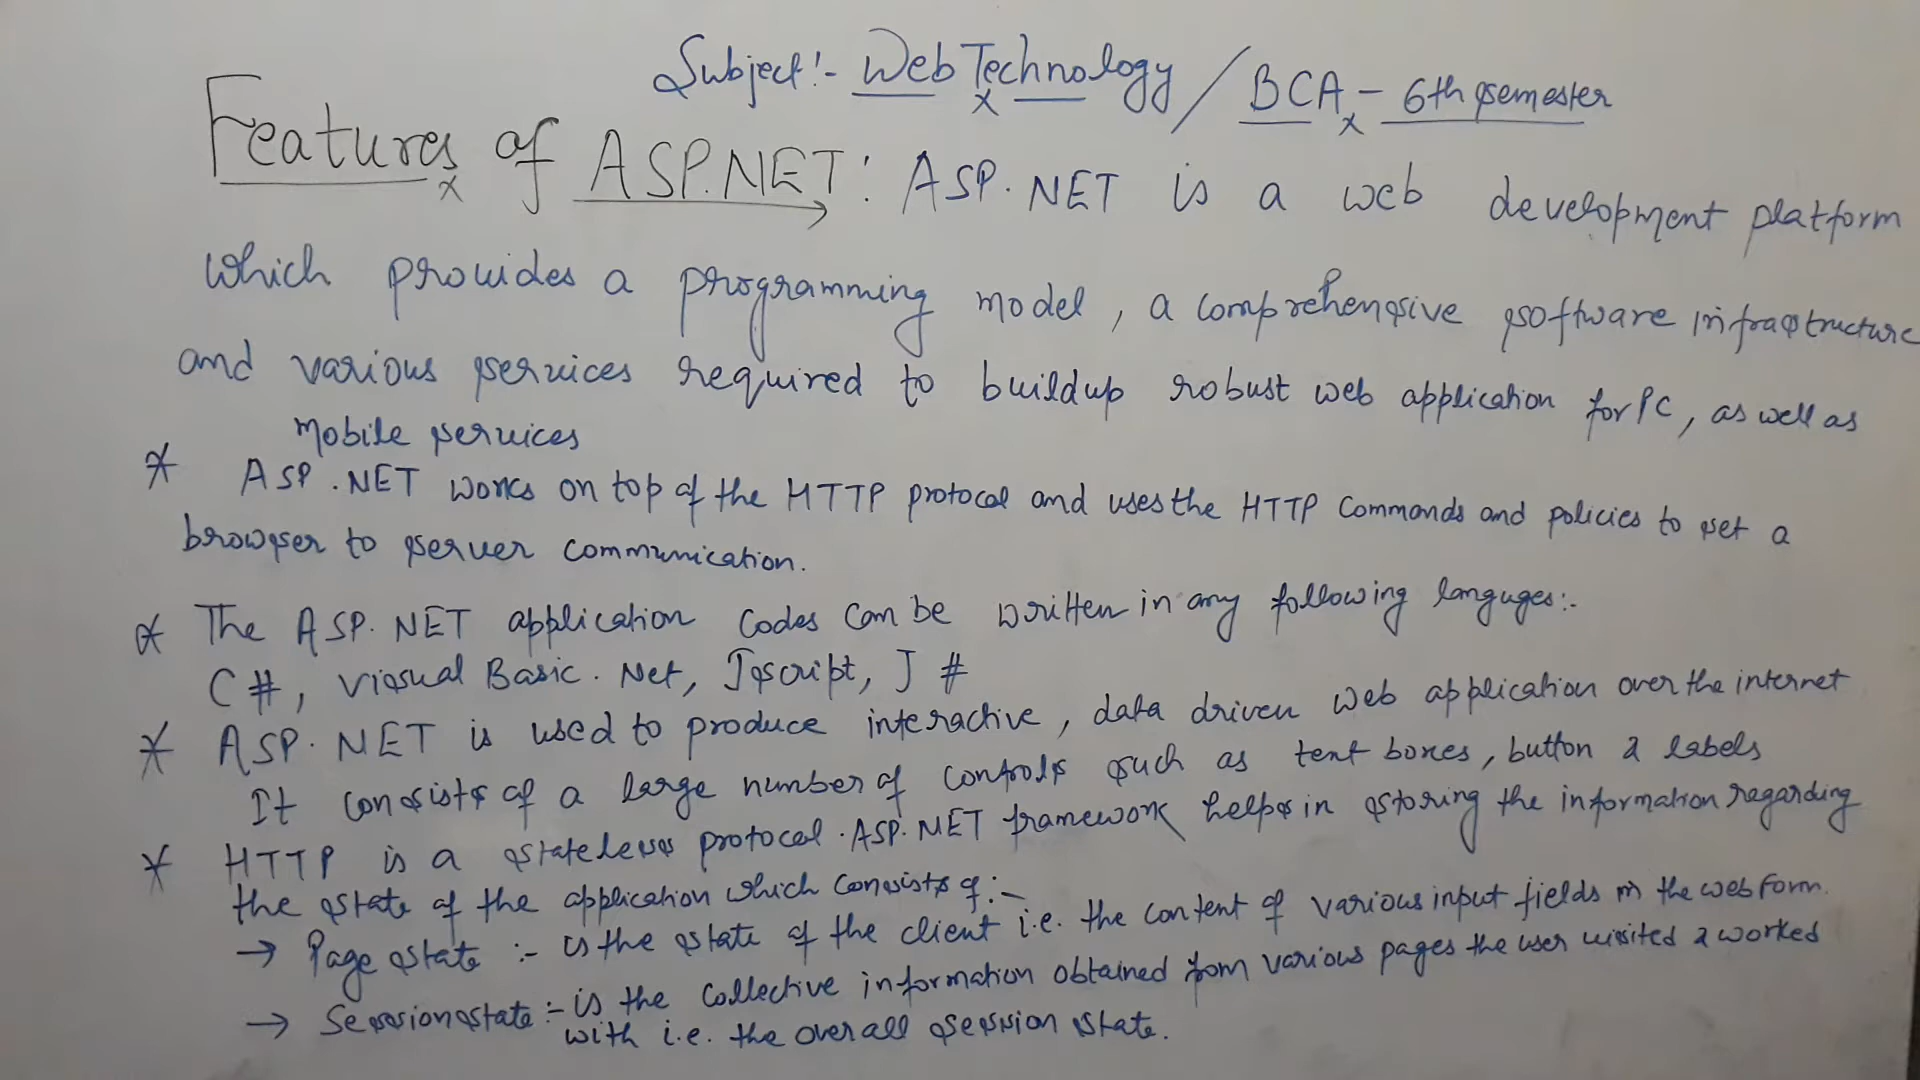 Subject:- Web Technology / BCA - 6th semester
Features of ASP.NET: ASP.NET is a web development platform
which provides a programming model, a comprehensive software infrastructure
and various services required to buildup robust web application for PC, as well as
mobile services
* ASP.NET works on top of the HTTP protocol and uses the HTTP Commands and policies to set a
browser to server communication.
* The ASP.NET application codes can be written in any following languges:-
C#, Viasual Basic. Net, Jscript, J #
* ASP.NET is used to produce interactive, data driven web application over the internet
It consists of a large number of controls such as text boxes, button & labels
* HTTP is a stateless protocol. ASP.NET framework helps in storing the information regarding
the state of the application which consists of:-
→ Page state :- is the state of the client i.e. the content of various input fields in the web form.
→ Session state :- is the collective information obtained from various pages the user visited & worked
with i.e. the overall session state.